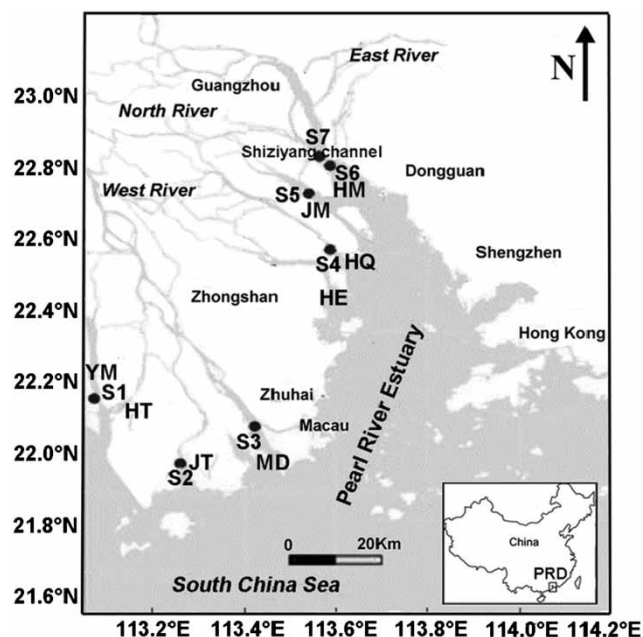 East River
N
Guangzhou
23.0°N
North River
S7
Shiziyang channel
22.8°N
S6
Dongguan
West River
S5
HM
JM
22.6°N
S4
HQ
Shengzhen
HE
Zhongshan
22.4°N
Hong Kong
YM
22.2°N
S1
HT
Zhuhai
Macau
S3
Pearl River Estuary
22.0°N
JT
MD
S2
China
21.8°N
0
20Km
PRD
South China Sea
21.6°N
113.2°E
113.4°E
113.6°E
113.8°E
114.0°E
114.2°E